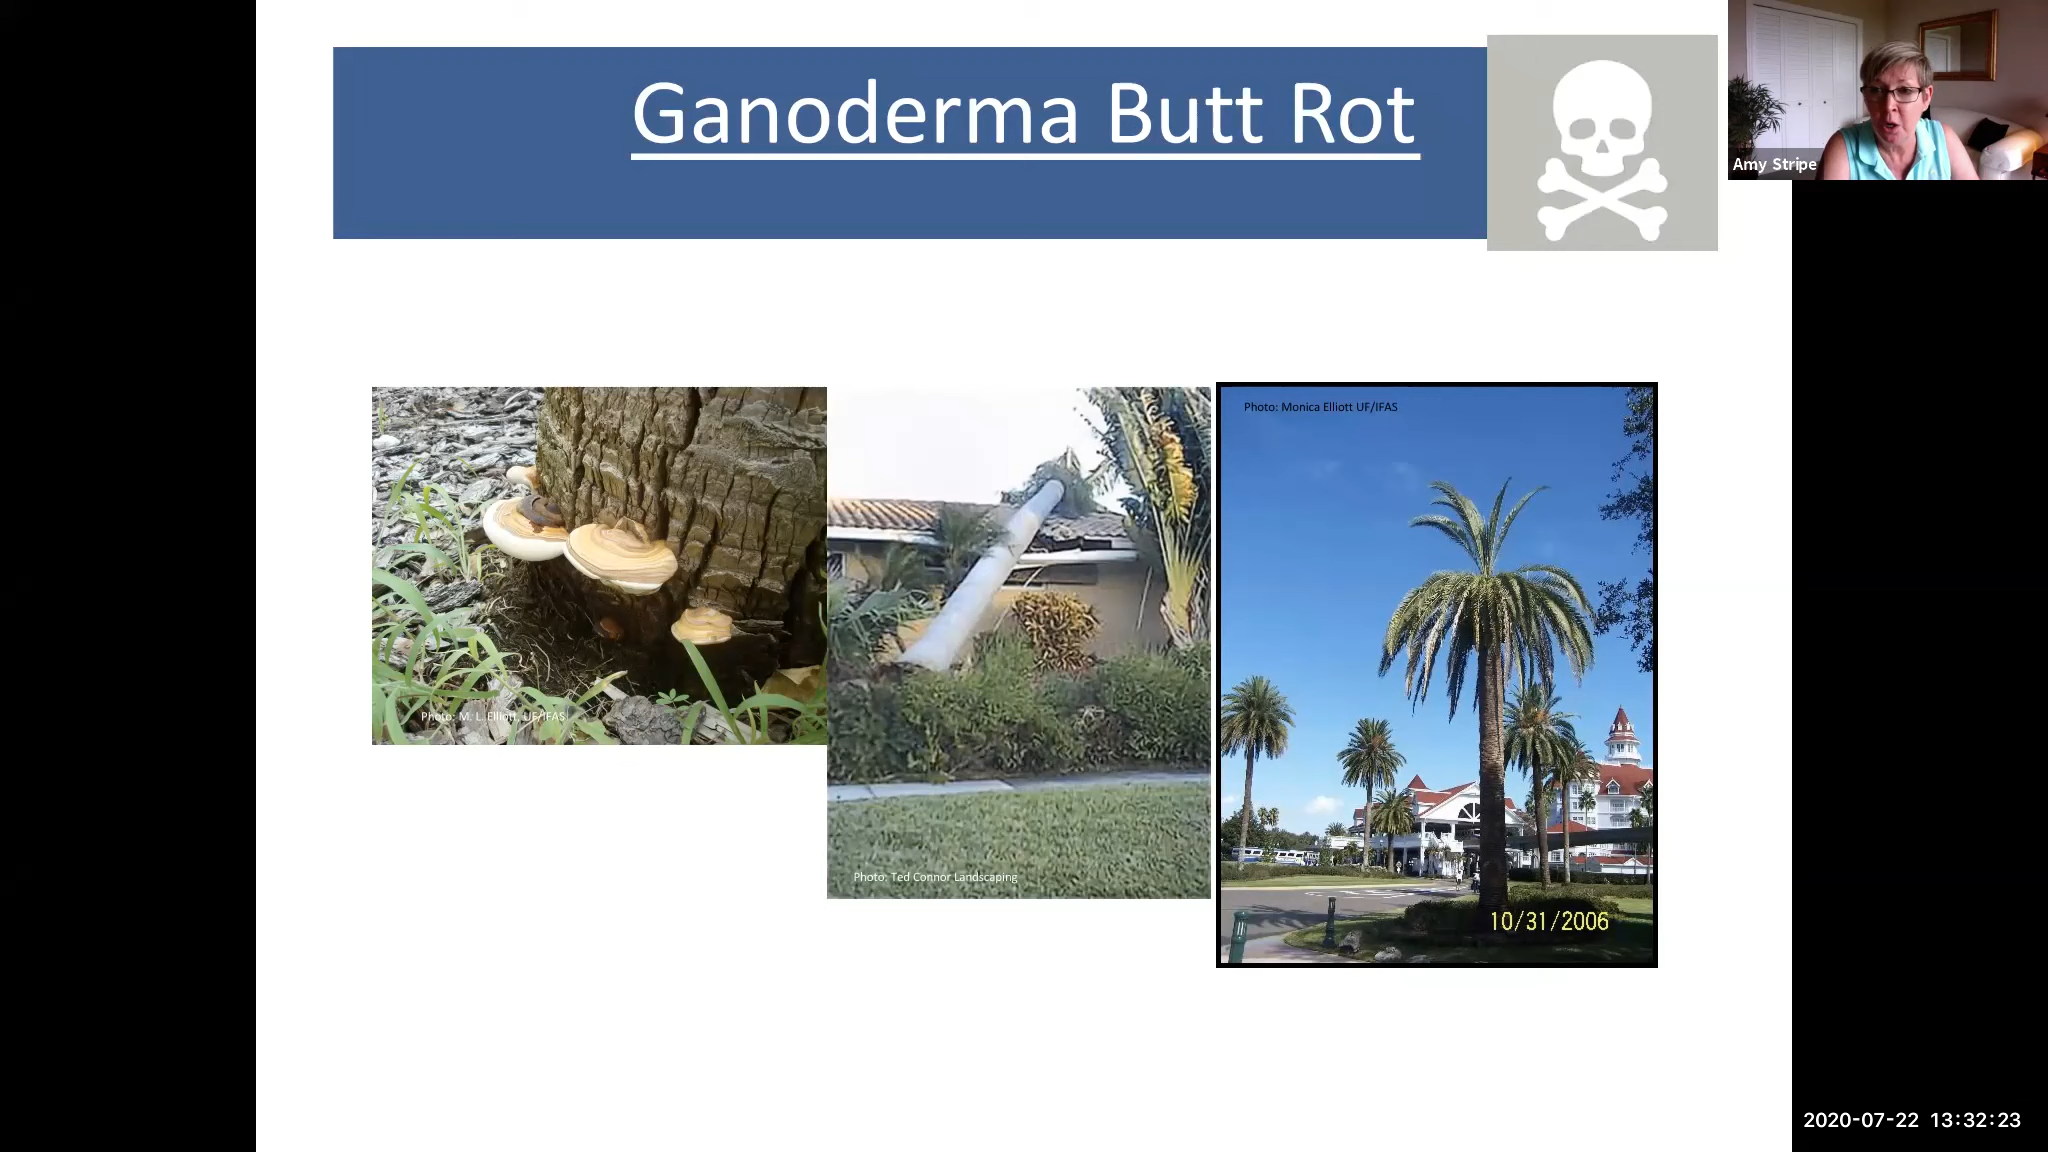 Ganoderma Butt Rot
Amy Stripe
Photo: M. L. Elliott, UF/IFAS
Photo: Ted Connor Landscaping
Photo: Monica Elliott UF/IFAS
10/31/2006
2020-07-22 13:32:23